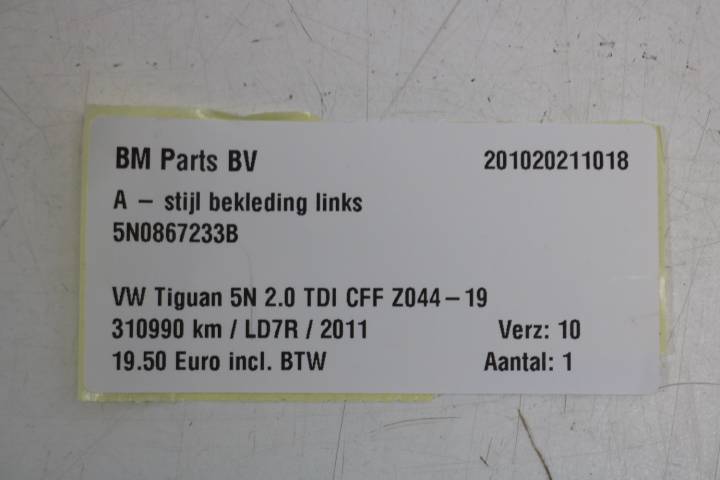 BM Parts BV 201020211018
A – stijl bekleding links
5N0867233B
VW Tiguan 5N 2.0 TDI CFF Z044–19
310990 km / LD7R / 2011 Verz: 10
19.50 Euro incl. BTW Aantal: 1